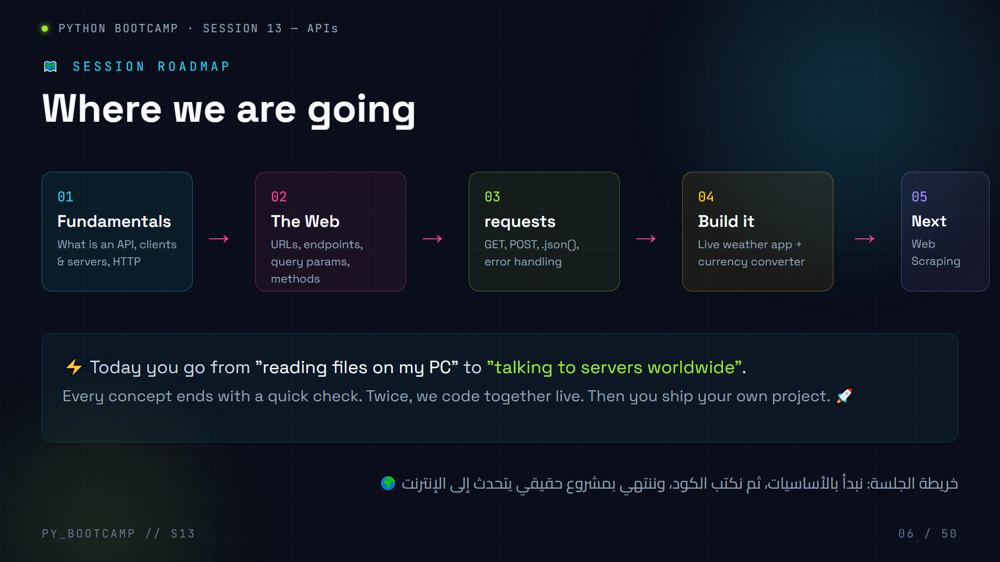 PYTHON BOOTCAMP · SESSION 13 — APIs
🗺️ SESSION ROADMAP
Where we are going
01
Fundamentals
What is an API, clients
& servers, HTTP
→
02
The Web
URLs, endpoints,
query params,
methods
→
03
requests
GET, POST, .json(),
error handling
→
04
Build it
Live weather app +
currency converter
→
05
Next
Web
Scraping
⚡ Today you go from ”reading files on my PC” to ”talking to servers worldwide”.
Every concept ends with a quick check. Twice, we code together live. Then you ship your own project. 🚀
خريطة الجلسة: نبدأ بالأساسيات، ثم نكتب الكود، وننتهي بمشروع حقيقي يتحدث إلى الإنترنت 🌍
PY_BOOTCAMP // S13
06 / 50